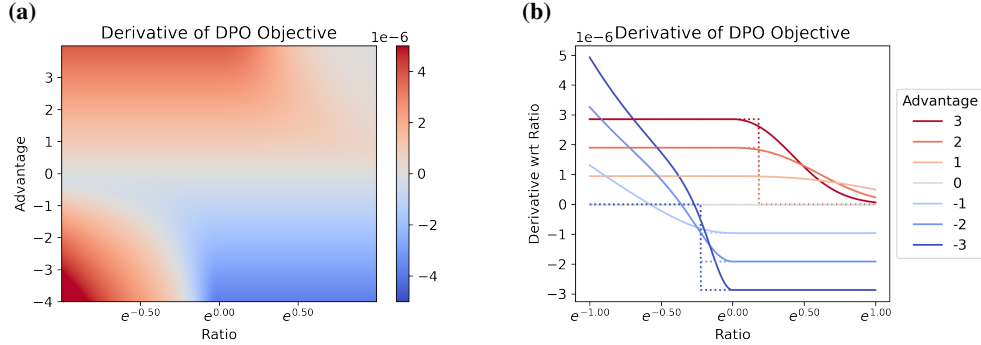 (a)
Derivative of DPO Objective
1e−6
3
2
1
0
−1
−2
−3
−4
Advantage
e^−0.50
e^0.00
e^0.50
Ratio
4
2
0
−2
−4
(b)
1e−6
Derivative of DPO Objective
5
4
3
2
1
0
−1
−2
−3
Derivative wrt Ratio
e^−1.00
e^−0.50
e^0.00
e^0.50
e^1.00
Ratio
Advantage
3
2
1
0
-1
-2
-3